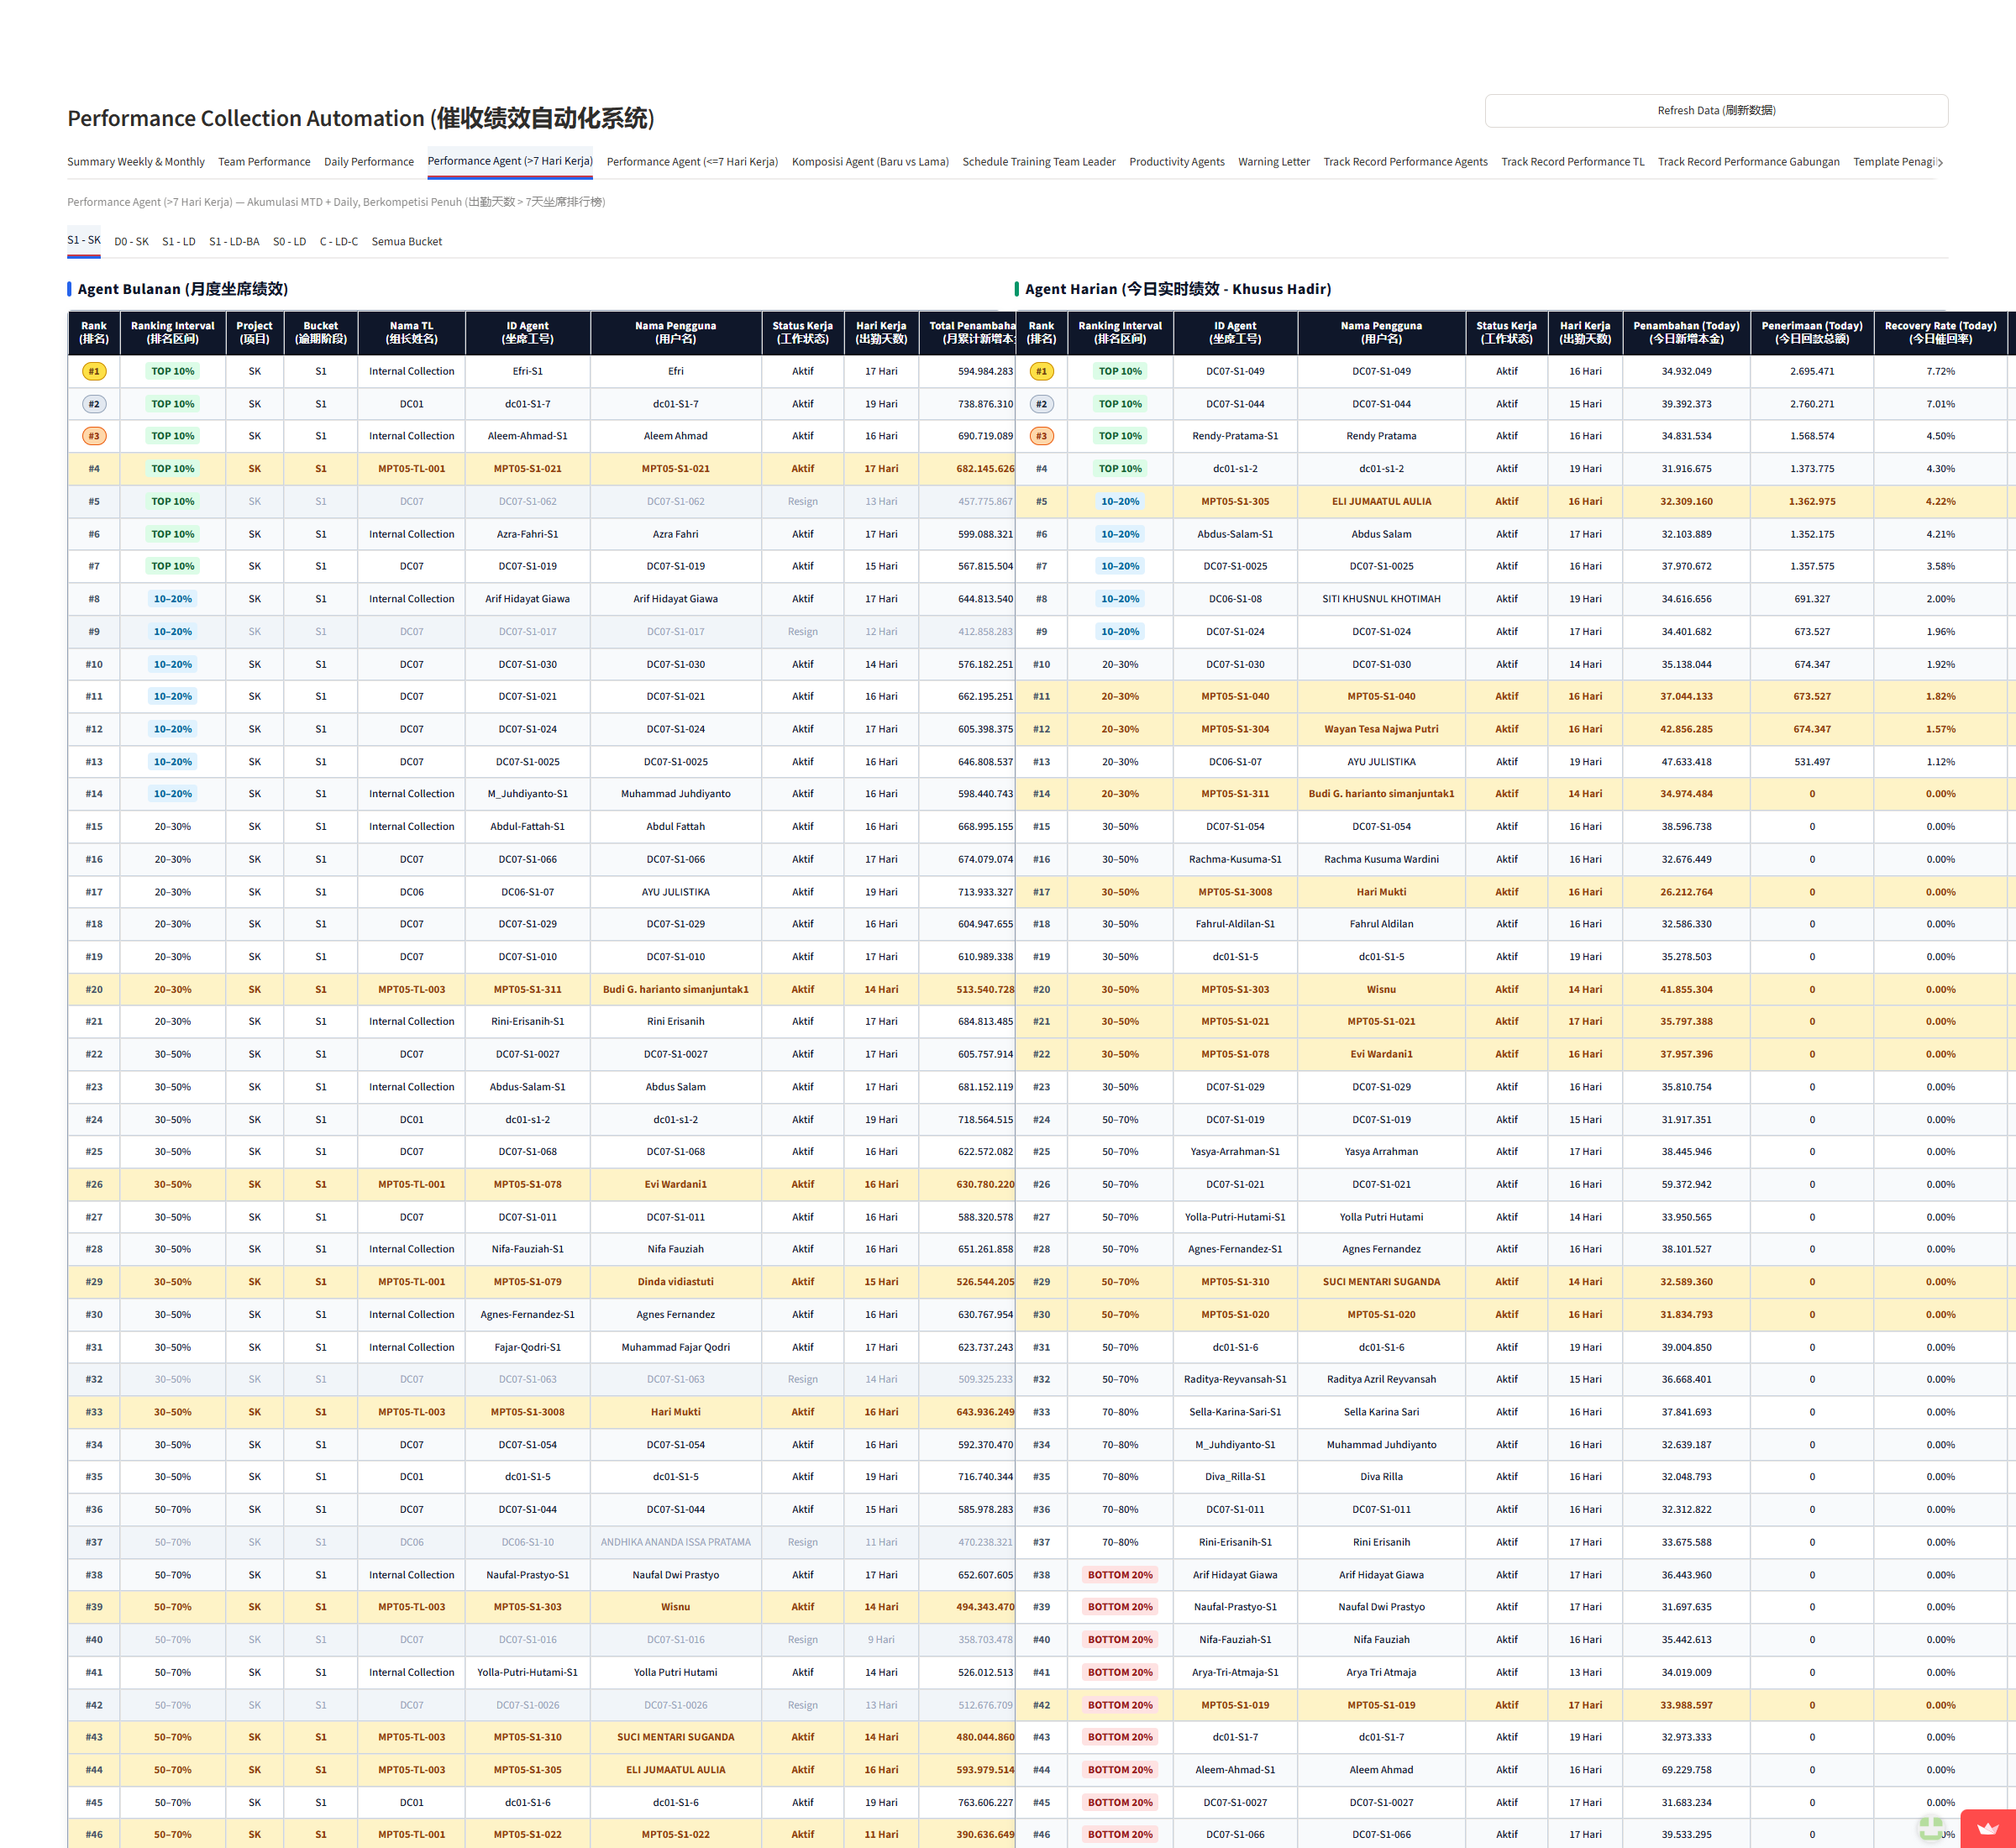 Performance Collection Automation (催收绩效自动化系统)
Refresh Data (刷新数据)
Summary Weekly & Monthly Team Performance Daily Performance Performance Agent (>7 Hari Kerja) Performance Agent (<=7 Hari Kerja) Komposisi Agent (Baru vs Lama) Schedule Training Team Leader Productivity Agents Warning Letter Track Record Performance Agents Track Record Performance TL Track Record Performance Gabungan Template Penagi
Performance Agent (>7 Hari Kerja) — Akumulasi MTD + Daily, Berkompetisi Penuh (出勤天数 > 7天坐席排行榜)
S1 - SK D0 - SK S1 - LD S1 - LD-BA S0 - LD C - LD-C Semua Bucket
Agent Bulanan (月度坐席绩效)
Rank Ranking Interval Project Bucket Nama TL ID Agent Nama Pengguna Status Kerja Hari Kerja Total Penambaha
(排名) (排名区间) (项目) (逾期阶段) (组长姓名) (坐席工号) (用户名) (工作状态) (出勤天数) (月累计新增本
#1 TOP 10% SK S1 Internal Collection Efri-S1 Efri Aktif 17 Hari 594.984.283
#2 TOP 10% SK S1 DC01 dc01-s1-7 dc01-s1-7 Aktif 19 Hari 738.876.310
#3 TOP 10% SK S1 Internal Collection Aleem-Ahmad-S1 Aleem Ahmad Aktif 16 Hari 690.719.089
#4 TOP 10% SK S1 MPT05-TL-001 MPT05-S1-021 MPT05-S1-021 Aktif 17 Hari 682.145.626
#5 TOP 10% SK S1 DC07 DC07-S1-062 DC07-S1-062 Resign 13 Hari 457.775.867
#6 TOP 10% SK S1 Internal Collection Azra-Fahri-S1 Azra Fahri Aktif 17 Hari 599.088.321
#7 TOP 10% SK S1 DC07 DC07-S1-019 DC07-S1-019 Aktif 15 Hari 567.815.504
#8 10–20% SK S1 Internal Collection Arif Hidayat Giawa Arif Hidayat Giawa Aktif 17 Hari 644.813.540
#9 10–20% SK S1 DC07 DC07-S1-017 DC07-S1-017 Resign 12 Hari 412.858.283
#10 10–20% SK S1 DC07 DC07-S1-030 DC07-S1-030 Aktif 14 Hari 576.182.251
#11 10–20% SK S1 DC07 DC07-S1-021 DC07-S1-021 Aktif 16 Hari 662.195.251
#12 10–20% SK S1 DC07 DC07-S1-024 DC07-S1-024 Aktif 17 Hari 605.398.375
#13 10–20% SK S1 DC07 DC07-S1-0025 DC07-S1-0025 Aktif 16 Hari 646.808.537
#14 10–20% SK S1 Internal Collection M_Juhdiyanto-S1 Muhammad Juhdiyanto Aktif 16 Hari 598.440.743
#15 20–30% SK S1 Internal Collection Abdul-Fattah-S1 Abdul Fattah Aktif 16 Hari 668.995.155
#16 20–30% SK S1 DC07 DC07-S1-066 DC07-S1-066 Aktif 17 Hari 674.079.074
#17 20–30% SK S1 DC06 DC06-S1-07 AYU JULISTIKA Aktif 19 Hari 713.933.327
#18 20–30% SK S1 DC07 DC07-S1-029 DC07-S1-029 Aktif 16 Hari 604.947.655
#19 20–30% SK S1 DC07 DC07-S1-010 DC07-S1-010 Aktif 17 Hari 610.989.338
#20 20–30% SK S1 MPT05-TL-003 MPT05-S1-311 Budi G. harianto simanjuntak1 Aktif 14 Hari 513.540.728
#21 20–30% SK S1 Internal Collection Rini-Erisanih-S1 Rini Erisanih Aktif 17 Hari 684.813.485
#22 30–50% SK S1 DC07 DC07-S1-0027 DC07-S1-0027 Aktif 17 Hari 605.757.914
#23 30–50% SK S1 Internal Collection Abdus-Salam-S1 Abdus Salam Aktif 17 Hari 681.152.119
#24 30–50% SK S1 DC01 dc01-s1-2 dc01-s1-2 Aktif 19 Hari 718.564.515
#25 30–50% SK S1 DC07 DC07-S1-068 DC07-S1-068 Aktif 17 Hari 622.572.082
#26 30–50% SK S1 MPT05-TL-001 MPT05-S1-078 Evi Wardani1 Aktif 16 Hari 630.780.220
#27 30–50% SK S1 DC07 DC07-S1-011 DC07-S1-011 Aktif 16 Hari 588.320.578
#28 30–50% SK S1 Internal Collection Nifa-Fauziah-S1 Nifa Fauziah Aktif 16 Hari 651.261.858
#29 30–50% SK S1 MPT05-TL-001 MPT05-S1-079 Dinda vidiastuti Aktif 15 Hari 526.544.205
#30 30–50% SK S1 Internal Collection Agnes-Fernandez-S1 Agnes Fernandez Aktif 16 Hari 630.767.954
#31 30–50% SK S1 Internal Collection Fajar-Qodri-S1 Muhammad Fajar Qodri Aktif 17 Hari 623.737.243
#32 30–50% SK S1 DC07 DC07-S1-063 DC07-S1-063 Resign 14 Hari 509.325.233
#33 30–50% SK S1 MPT05-TL-003 MPT05-S1-3008 Hari Mukti Aktif 16 Hari 643.936.249
#34 30–50% SK S1 DC07 DC07-S1-054 DC07-S1-054 Aktif 16 Hari 592.370.470
#35 30–50% SK S1 DC01 dc01-S1-5 dc01-S1-5 Aktif 19 Hari 716.740.344
#36 50–70% SK S1 DC07 DC07-S1-044 DC07-S1-044 Aktif 15 Hari 585.978.283
#37 50–70% SK S1 DC06 DC06-S1-10 ANDHIKA ANANDA ISSA PRATAMA Resign 11 Hari 470.238.321
#38 50–70% SK S1 Internal Collection Naufal-Prastyo-S1 Naufal Dwi Prastyo Aktif 17 Hari 652.607.605
#39 50–70% SK S1 MPT05-TL-003 MPT05-S1-303 Wisnu Aktif 14 Hari 494.343.470
#40 50–70% SK S1 DC07 DC07-S1-016 DC07-S1-016 Resign 9 Hari 358.703.478
#41 50–70% SK S1 Internal Collection Yolla-Putri-Hutami-S1 Yolla Putri Hutami Aktif 14 Hari 526.012.513
#42 50–70% SK S1 DC07 DC07-S1-0026 DC07-S1-0026 Resign 13 Hari 512.676.709
#43 50–70% SK S1 MPT05-TL-003 MPT05-S1-310 SUCI MENTARI SUGANDA Aktif 14 Hari 480.044.860
#44 50–70% SK S1 MPT05-TL-003 MPT05-S1-305 ELI JUMAATUL AULIA Aktif 16 Hari 593.979.514
#45 50–70% SK S1 DC01 dc01-S1-6 dc01-S1-6 Aktif 19 Hari 763.606.227
#46 50–70% SK S1 MPT05-TL-001 MPT05-S1-022 MPT05-S1-022 Aktif 11 Hari 390.636.649
Agent Harian (今日实时绩效 - Khusus Hadir)
Rank Ranking Interval ID Agent Nama Pengguna Status Kerja Hari Kerja Penambahan (Today) Penerimaan (Today) Recovery Rate (Today)
(排名) (排名区间) (坐席工号) (用户名) (工作状态) (出勤天数) (今日新增本金) (今日回款总额) (今日催回率)
#1 TOP 10% DC07-S1-049 DC07-S1-049 Aktif 16 Hari 34.932.049 2.695.471 7.72%
#2 TOP 10% DC07-S1-044 DC07-S1-044 Aktif 15 Hari 39.392.373 2.760.271 7.01%
#3 TOP 10% Rendy-Pratama-S1 Rendy Pratama Aktif 16 Hari 34.831.534 1.568.574 4.50%
#4 TOP 10% dc01-s1-2 dc01-s1-2 Aktif 19 Hari 31.916.675 1.373.775 4.30%
#5 10–20% MPT05-S1-305 ELI JUMAATUL AULIA Aktif 16 Hari 32.309.160 1.362.975 4.22%
#6 10–20% Abdus-Salam-S1 Abdus Salam Aktif 17 Hari 32.103.889 1.352.175 4.21%
#7 10–20% DC07-S1-0025 DC07-S1-0025 Aktif 16 Hari 37.970.672 1.357.575 3.58%
#8 10–20% DC06-S1-08 SITI KHUSNUL KHOTIMAH Aktif 19 Hari 34.616.656 691.327 2.00%
#9 10–20% DC07-S1-024 DC07-S1-024 Aktif 17 Hari 34.401.682 673.527 1.96%
#10 20–30% DC07-S1-030 DC07-S1-030 Aktif 14 Hari 35.138.044 674.347 1.92%
#11 20–30% MPT05-S1-040 MPT05-S1-040 Aktif 16 Hari 37.044.133 673.527 1.82%
#12 20–30% MPT05-S1-304 Wayan Tesa Najwa Putri Aktif 16 Hari 42.856.285 674.347 1.57%
#13 20–30% DC06-S1-07 AYU JULISTIKA Aktif 19 Hari 47.633.418 531.497 1.12%
#14 20–30% MPT05-S1-311 Budi G. harianto simanjuntak1 Aktif 14 Hari 34.974.484 0 0.00%
#15 30–50% DC07-S1-054 DC07-S1-054 Aktif 16 Hari 38.596.738 0 0.00%
#16 30–50% Rachma-Kusuma-S1 Rachma Kusuma Wardini Aktif 16 Hari 32.676.449 0 0.00%
#17 30–50% MPT05-S1-3008 Hari Mukti Aktif 16 Hari 26.212.764 0 0.00%
#18 30–50% Fahrul-Aldilan-S1 Fahrul Aldilan Aktif 16 Hari 32.586.330 0 0.00%
#19 30–50% dc01-S1-5 dc01-S1-5 Aktif 19 Hari 35.278.503 0 0.00%
#20 30–50% MPT05-S1-303 Wisnu Aktif 14 Hari 41.855.304 0 0.00%
#21 30–50% MPT05-S1-021 MPT05-S1-021 Aktif 17 Hari 35.797.388 0 0.00%
#22 30–50% MPT05-S1-078 Evi Wardani1 Aktif 16 Hari 37.957.396 0 0.00%
#23 30–50% DC07-S1-029 DC07-S1-029 Aktif 16 Hari 35.810.754 0 0.00%
#24 50–70% DC07-S1-019 DC07-S1-019 Aktif 15 Hari 31.917.351 0 0.00%
#25 50–70% Yasya-Arrahman-S1 Yasya Arrahman Aktif 17 Hari 38.445.946 0 0.00%
#26 50–70% DC07-S1-021 DC07-S1-021 Aktif 16 Hari 59.372.942 0 0.00%
#27 50–70% Yolla-Putri-Hutami-S1 Yolla Putri Hutami Aktif 14 Hari 33.950.565 0 0.00%
#28 50–70% Agnes-Fernandez-S1 Agnes Fernandez Aktif 16 Hari 38.101.527 0 0.00%
#29 50–70% MPT05-S1-310 SUCI MENTARI SUGANDA Aktif 14 Hari 32.589.360 0 0.00%
#30 50–70% MPT05-S1-020 MPT05-S1-020 Aktif 16 Hari 31.834.793 0 0.00%
#31 50–70% dc01-S1-6 dc01-S1-6 Aktif 19 Hari 39.004.850 0 0.00%
#32 50–70% Raditya-Reyvansah-S1 Raditya Azril Reyvansah Aktif 15 Hari 36.668.401 0 0.00%
#33 70–80% Sella-Karina-Sari-S1 Sella Karina Sari Aktif 16 Hari 37.841.693 0 0.00%
#34 70–80% M_Juhdiyanto-S1 Muhammad Juhdiyanto Aktif 16 Hari 32.639.187 0 0.00%
#35 70–80% Diva_Rilla-S1 Diva Rilla Aktif 16 Hari 32.048.793 0 0.00%
#36 70–80% DC07-S1-011 DC07-S1-011 Aktif 16 Hari 32.312.822 0 0.00%
#37 70–80% Rini-Erisanih-S1 Rini Erisanih Aktif 17 Hari 33.675.588 0 0.00%
#38 BOTTOM 20% Arif Hidayat Giawa Arif Hidayat Giawa Aktif 17 Hari 36.443.960 0 0.00%
#39 BOTTOM 20% Naufal-Prastyo-S1 Naufal Dwi Prastyo Aktif 17 Hari 31.697.635 0 0.00%
#40 BOTTOM 20% Nifa-Fauziah-S1 Nifa Fauziah Aktif 16 Hari 35.442.613 0 0.00%
#41 BOTTOM 20% Arya-Tri-Atmaja-S1 Arya Tri Atmaja Aktif 13 Hari 34.019.009 0 0.00%
#42 BOTTOM 20% MPT05-S1-019 MPT05-S1-019 Aktif 17 Hari 33.988.597 0 0.00%
#43 BOTTOM 20% dc01-S1-7 dc01-S1-7 Aktif 19 Hari 32.973.333 0 0.00%
#44 BOTTOM 20% Aleem-Ahmad-S1 Aleem Ahmad Aktif 16 Hari 69.229.758 0 0.00%
#45 BOTTOM 20% DC07-S1-0027 DC07-S1-0027 Aktif 17 Hari 31.683.234 0 0.00%
#46 BOTTOM 20% DC07-S1-066 DC07-S1-066 Aktif 17 Hari 39.533.295 0